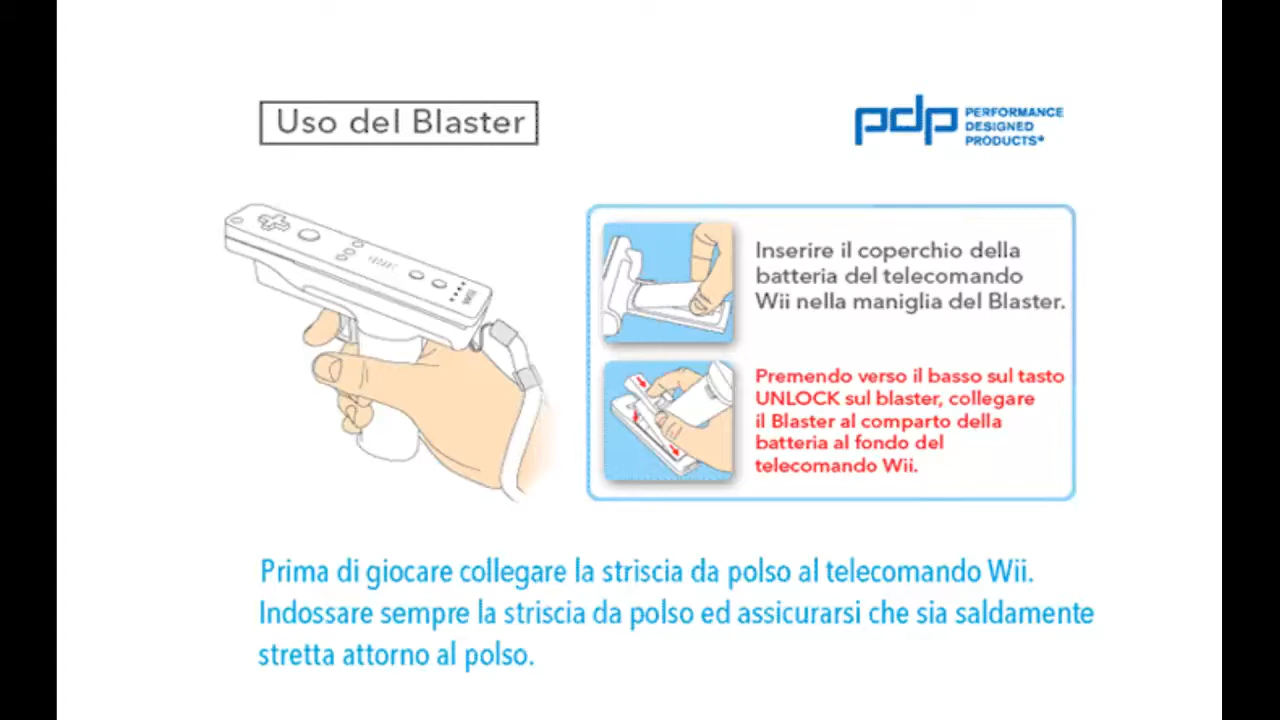 Uso del Blaster
pdp PERFORMANCE
DESIGNED
PRODUCTS*
Inserire il coperchio della
batteria del telecomando
Wii nella maniglia del Blaster.
Premendo verso il basso sul tasto
UNLOCK sul blaster, collegare
il Blaster al comparto della
batteria al fondo del
telecomando Wii.
Prima di giocare collegare la striscia da polso al telecomando Wii.
Indossare sempre la striscia da polso ed assicurarsi che sia saldamente
stretta attorno al polso.